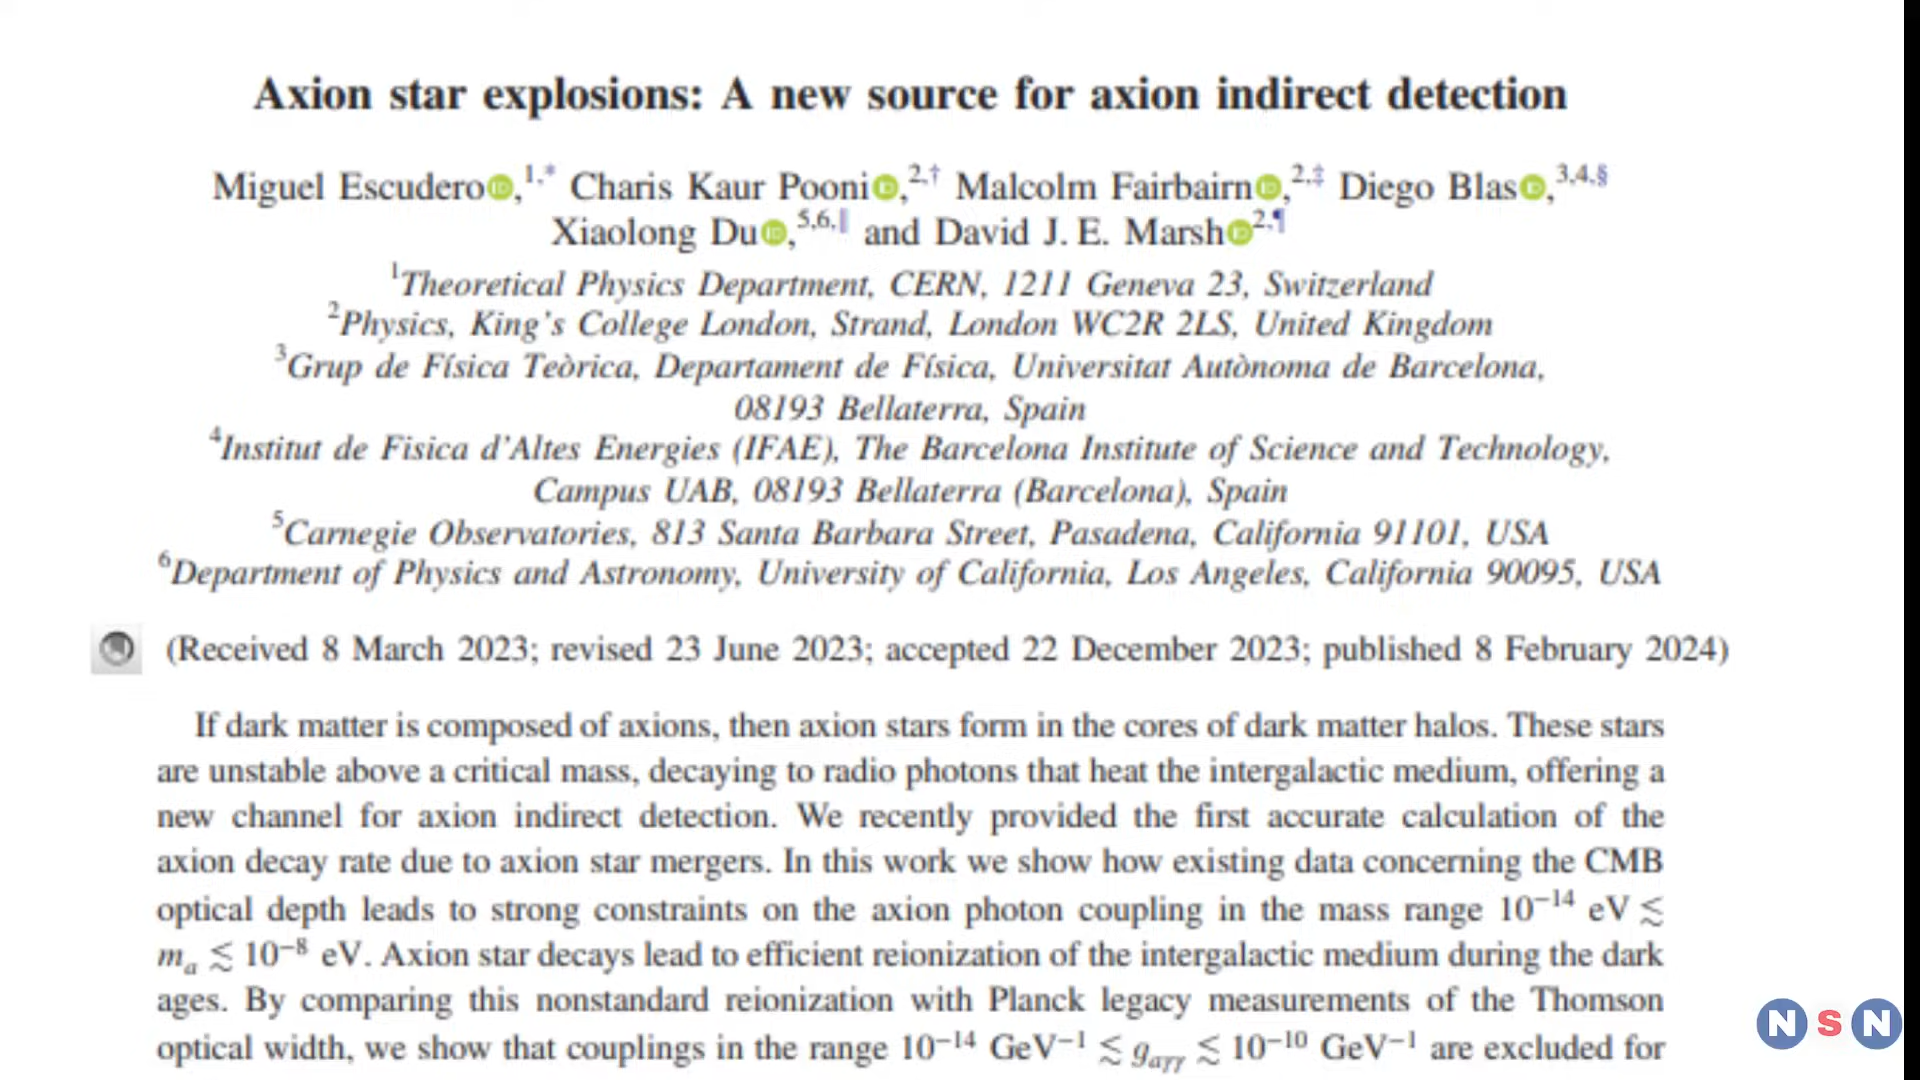 Axion star explosions: A new source for axion indirect detection
Miguel Escudero,1,* Charis Kaur Pooni,2,† Malcolm Fairbairn,2,‡ Diego Blas,3,4,§
Xiaolong Du,5,6,∥ and David J. E. Marsh2,¶
1Theoretical Physics Department, CERN, 1211 Geneva 23, Switzerland
2Physics, King's College London, Strand, London WC2R 2LS, United Kingdom
3Grup de Física Teòrica, Departament de Física, Universitat Autònoma de Barcelona,
08193 Bellaterra, Spain
4Institut de Fisica d'Altes Energies (IFAE), The Barcelona Institute of Science and Technology,
Campus UAB, 08193 Bellaterra (Barcelona), Spain
5Carnegie Observatories, 813 Santa Barbara Street, Pasadena, California 91101, USA
6Department of Physics and Astronomy, University of California, Los Angeles, California 90095, USA
(Received 8 March 2023; revised 23 June 2023; accepted 22 December 2023; published 8 February 2024)
If dark matter is composed of axions, then axion stars form in the cores of dark matter halos. These stars
are unstable above a critical mass, decaying to radio photons that heat the intergalactic medium, offering a
new channel for axion indirect detection. We recently provided the first accurate calculation of the
axion decay rate due to axion star mergers. In this work we show how existing data concerning the CMB
optical depth leads to strong constraints on the axion photon coupling in the mass range 10−14 eV ≲
ma ≲ 10−8 eV. Axion star decays lead to efficient reionization of the intergalactic medium during the dark
ages. By comparing this nonstandard reionization with Planck legacy measurements of the Thomson
optical width, we show that couplings in the range 10−14 GeV−1 ≲ gaγγ ≲ 10−10 GeV−1 are excluded for
N S N